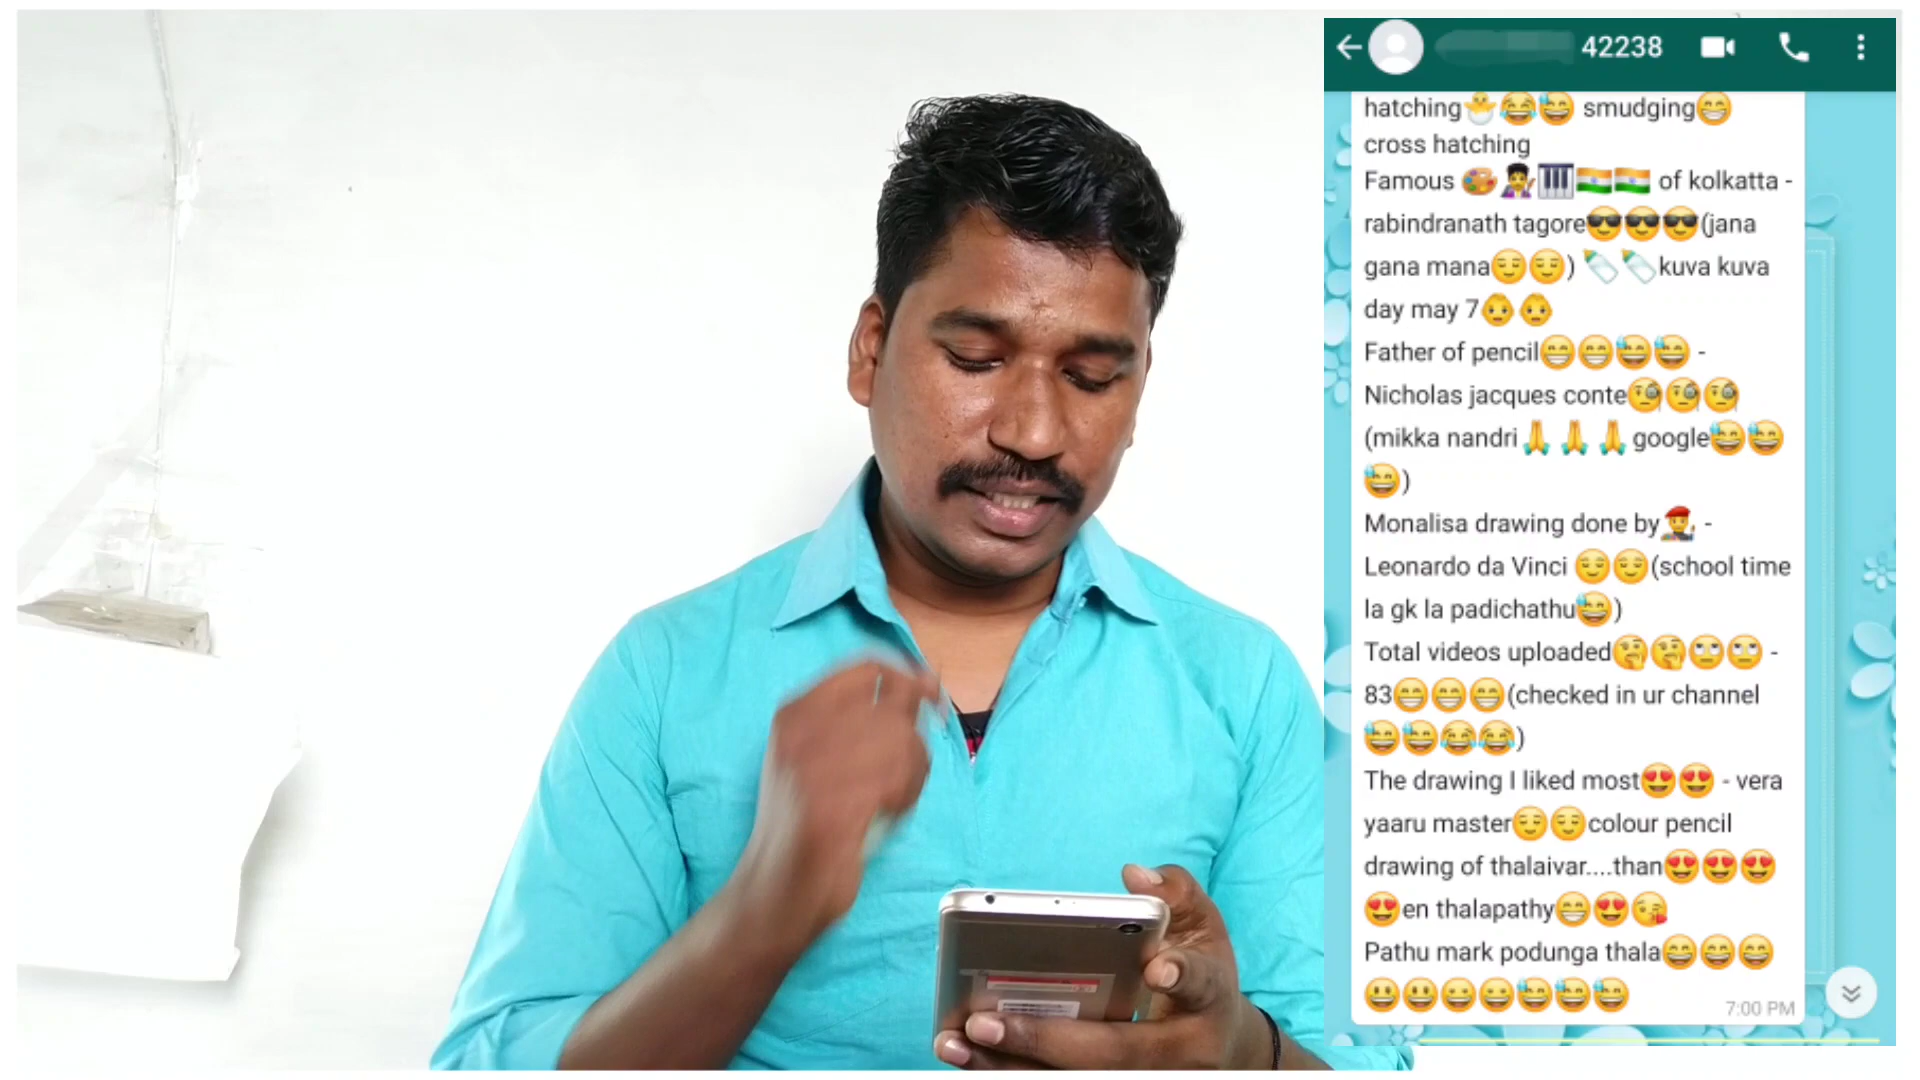 42238
hatching🐣😂😅 smudging😁
cross hatching
Famous 🎨👨‍🎤🎹🇮🇳🇮🇳 of kolkatta -
rabindranath tagore😎😎😎(jana
gana mana😌😌) 🍼🍼kuva kuva
day may 7👶👶
Father of pencil😁😁😅😅 -
Nicholas jacques conte🧐🧐🧐
(mikka nandri🙏🙏🙏google😅😅
😅)
Monalisa drawing done by👨‍🎨 -
Leonardo da Vinci 😌😌(school time
la gk la padichathu😅)
Total videos uploaded🤔🤔🙄🙄 -
83😁😁😁(checked in ur channel
😅😅😂😂)
The drawing I liked most😍😍 - vera
yaaru master😌😌colour pencil
drawing of thalaivar....than😍😍😍
😍en thalapathy😁😍😘
Pathu mark podunga thala😄😄😄
😃😃😀😀😅😅😅
7:00 PM